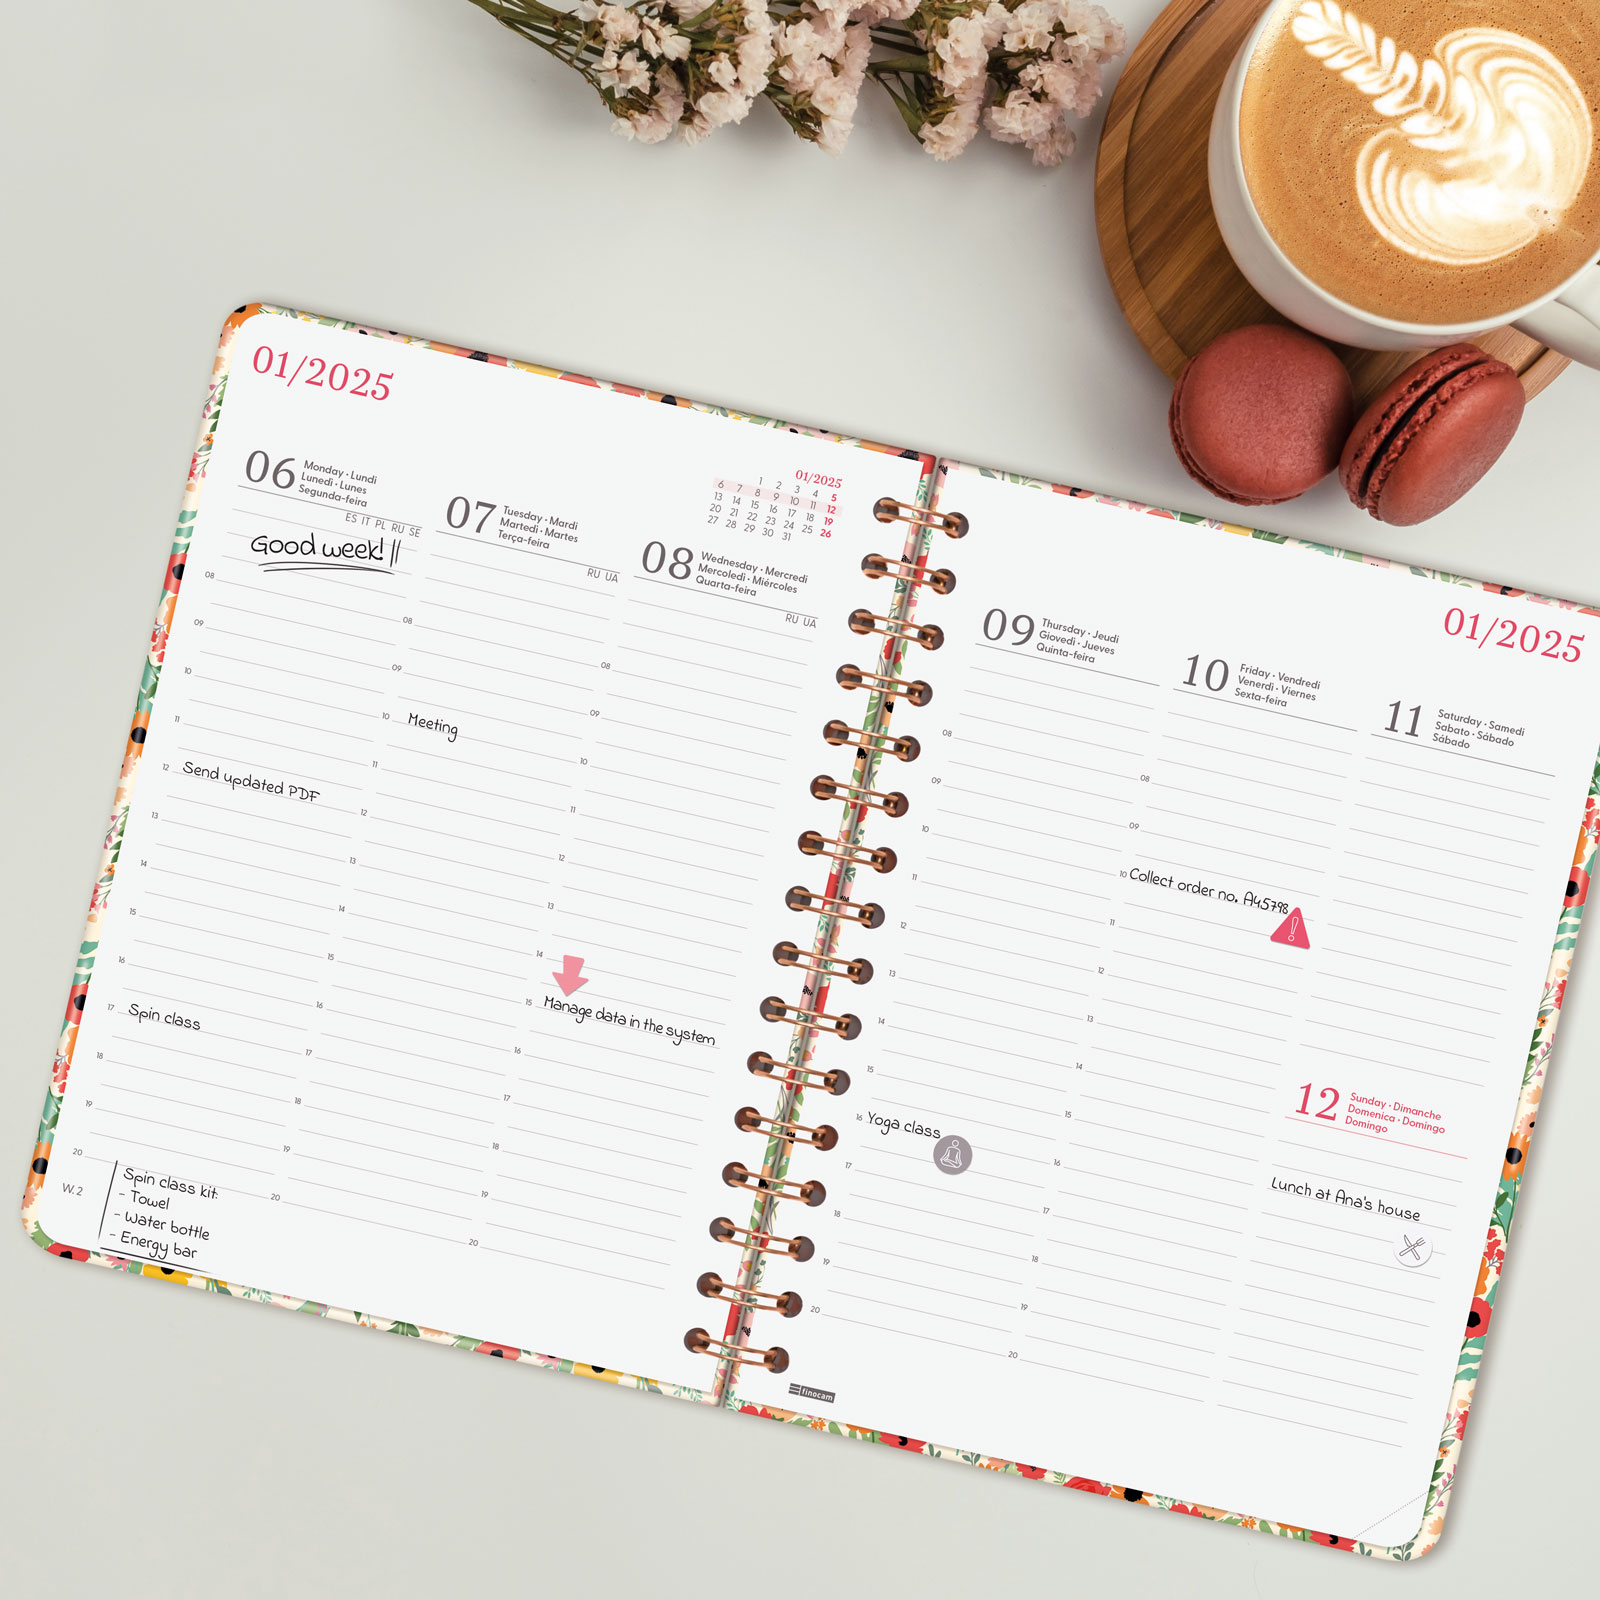 01/2025
06
Monday · Lundi
Lunedì · Lunes
Segunda-feira
ES IT PL RU SE
Good week!
08
09
10
11
12 Send updated PDF
13
14
15
16
17 Spin class
18
19
20
W.2
Spin class kit:
- Towel
- Water bottle
- Energy bar
07
Tuesday · Mardi
Martedì · Martes
Terça-feira
RU UA
08
09
10 Meeting
11
12
13
14
16
17
18
19
20
01/2025
1 2 3 4 5
6 7 8 9 10 11 12
13 14 15 16 17 18 19
20 21 22 23 24 25 26
27 28 29 30 31
08
Wednesday · Mercredi
Mercoledì · Miércoles
Quarta-feira
RU UA
08
09
10
11
12
13
14
15 Manage data in the system
16
17
18
19
20
01/2025
09
Thursday · Jeudi
Giovedì · Jueves
Quinta-feira
08
09
10
11
12
13
14
15
16 Yoga class
17
18
19
20
finocam
10
Friday · Vendredi
Venerdì · Viernes
Sexta-feira
08
09
10 Collect order no. A45798
11
12
13
14
15
16
17
18
19
20
11
Saturday · Samedi
Sabato · Sábado
Sábado
12
Sunday · Dimanche
Domenica · Domingo
Domingo
Lunch at Ana's house